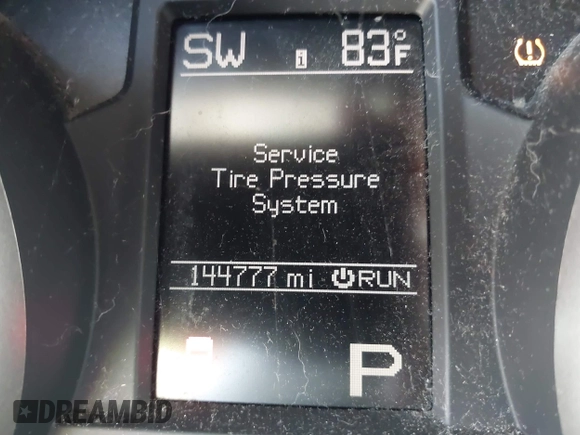 SW i 83°F
Service
Tire Pressure
System
144777 mi RUN
P
DREAMBID